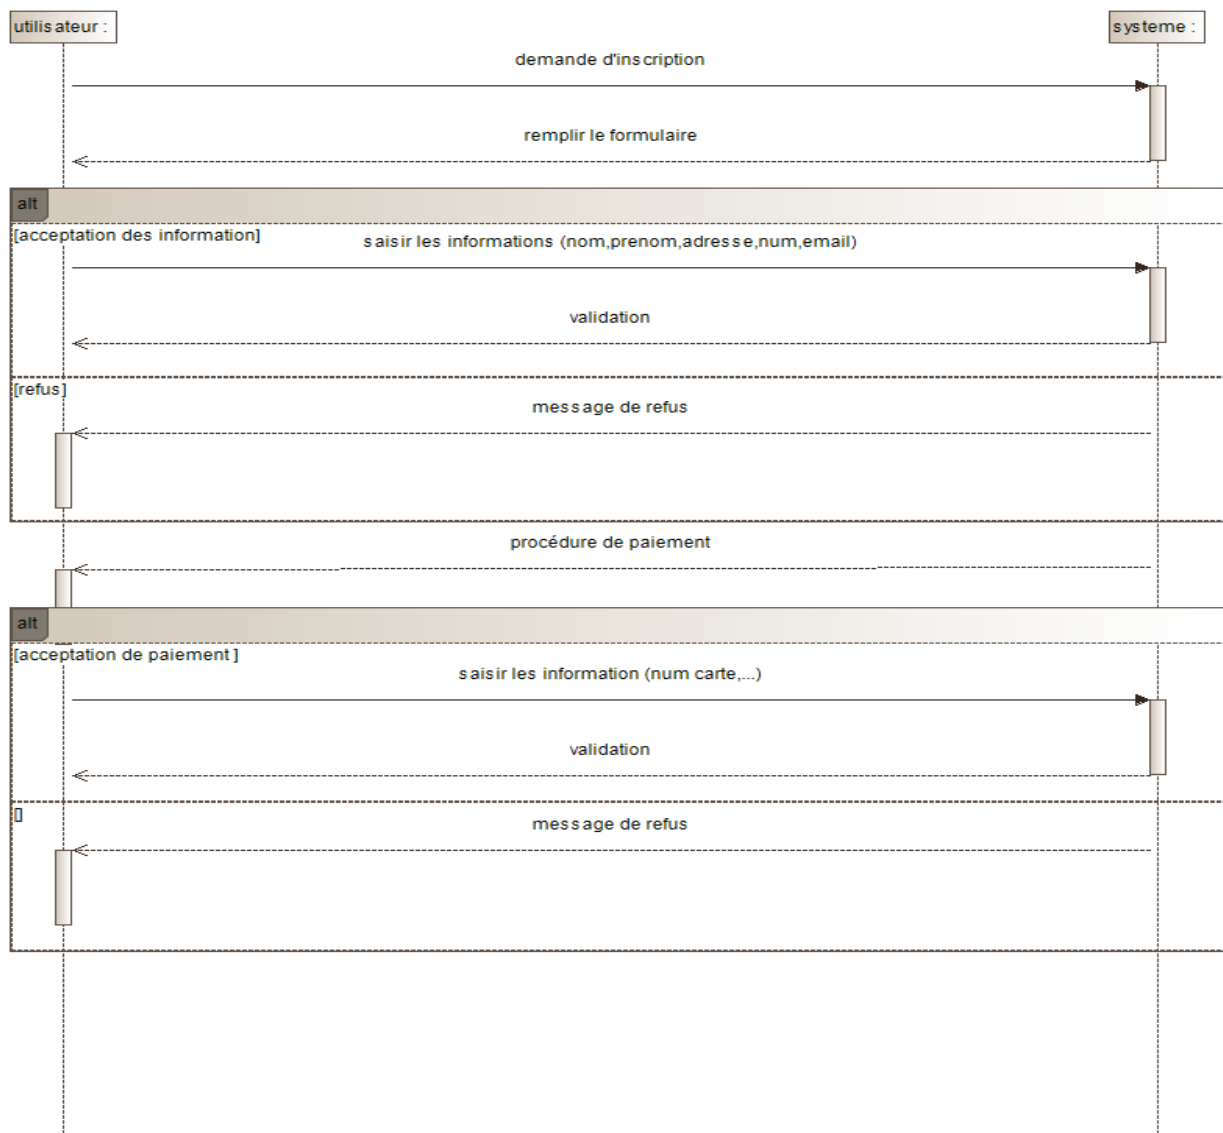 utilisateur :
systeme :
demande d'inscription
remplir le formulaire
alt
[acceptation des information]
saisir les informations (nom,prenom,adresse,num,email)
validation
[refus]
message de refus
procédure de paiement
alt
[acceptation de paiement ]
saisir les information (num carte,...)
validation
[]
message de refus